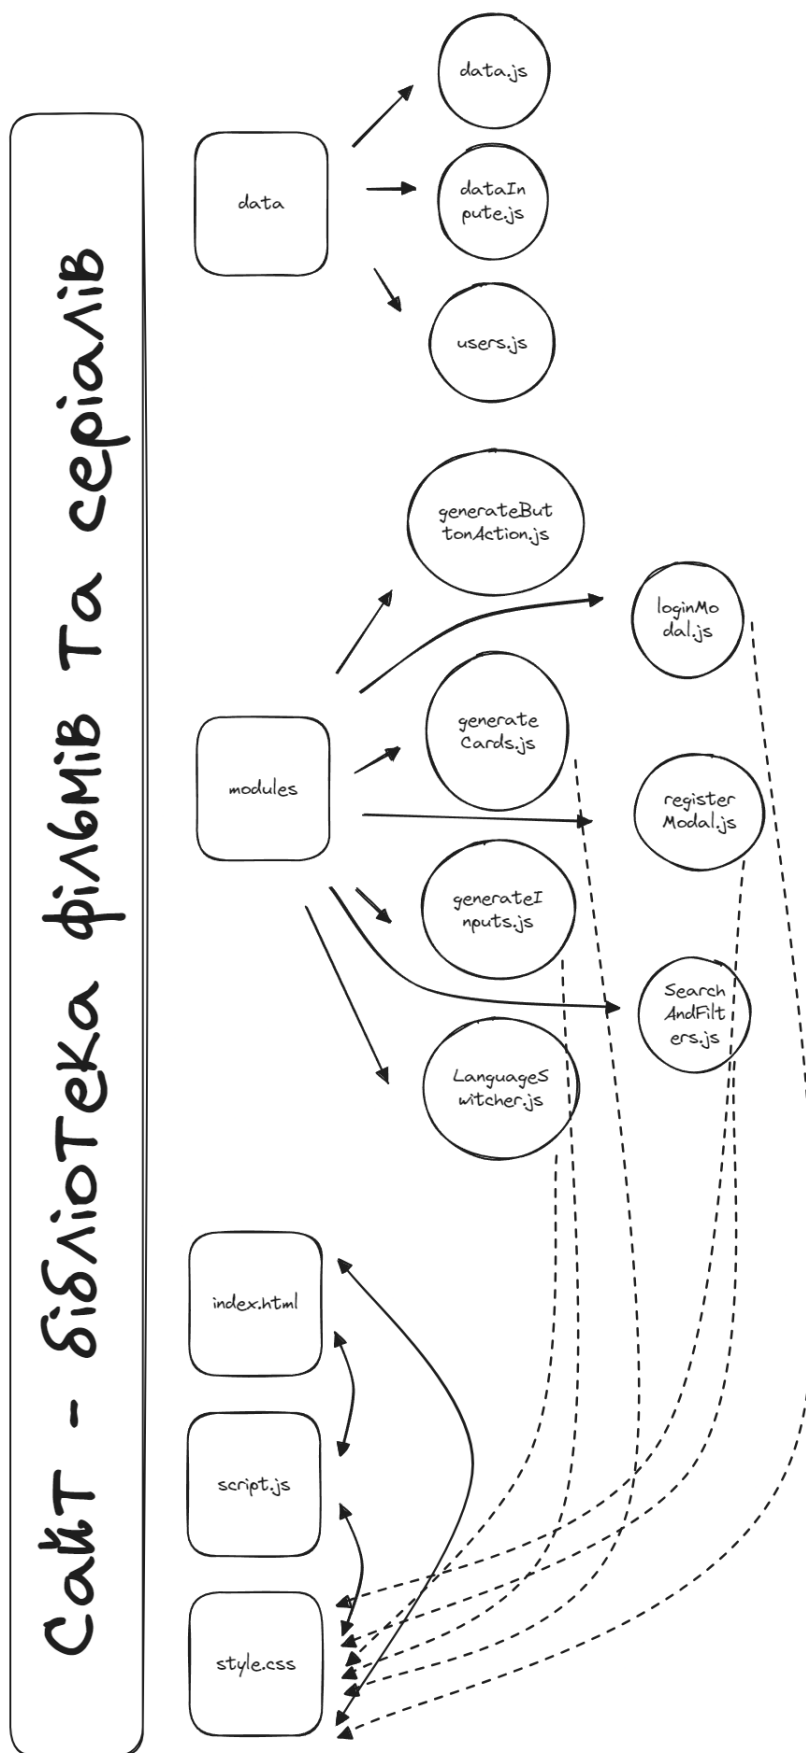 Сайт - бібліотека фільмів та серіалів
data
data.js
dataIn
pute.js
users.js
modules
generateBut
tonAction.js
loginMo
dal.js
generate
Cards.js
register
Modal.js
generateI
nputs.js
Search
AndFilt
ers.js
LanguageS
witcher.js
index.html
script.js
style.css